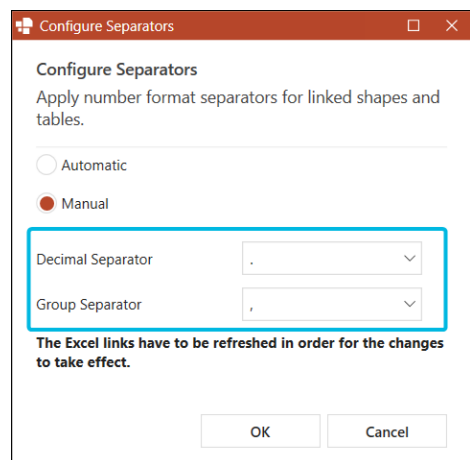 Configure Separators
Configure Separators
Apply number format separators for linked shapes and
tables.
Automatic
Manual
Decimal Separator .
Group Separator ,
The Excel links have to be refreshed in order for the changes
to take effect.
OK Cancel